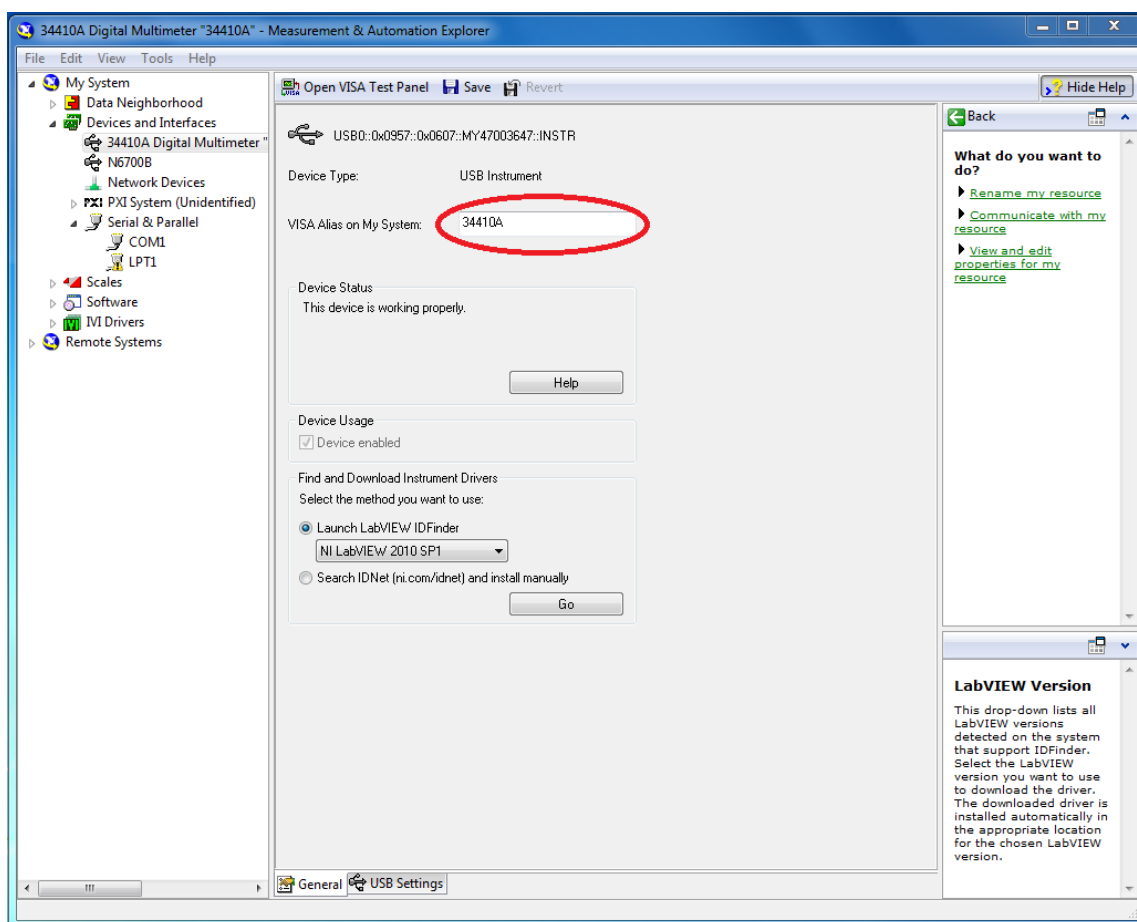 34410A Digital Multimeter "34410A" - Measurement & Automation Explorer
File Edit View Tools Help
My System
Data Neighborhood
Devices and Interfaces
34410A Digital Multimeter "
N6700B
Network Devices
PXI PXI System (Unidentified)
Serial & Parallel
COM1
LPT1
Scales
Software
IVI IVI Drivers
Remote Systems
VISA Open VISA Test Panel Save Revert
Hide Help
USB0::0x0957::0x0607::MY47003647::INSTR
Device Type: USB Instrument
VISA Alias on My System: 34410A
Device Status
This device is working properly.
Help
Device Usage
Device enabled
Find and Download Instrument Drivers
Select the method you want to use:
Launch LabVIEW IDFinder
NI LabVIEW 2010 SP1
Search IDNet (ni.com/idnet) and install manually
Go
General USB Settings
Back
What do you want to
do?
Rename my resource
Communicate with my
resource
View and edit
properties for my
resource
LabVIEW Version
This drop-down lists all
LabVIEW versions
detected on the system
that support IDFinder.
Select the LabVIEW
version you want to use
to download the driver.
The downloaded driver is
installed automatically in
the appropriate location
for the chosen LabVIEW
version.